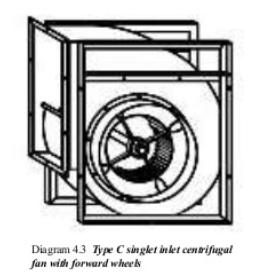 Diagram 4.3 Type C singlet inlet centrifugal
fan with forward wheels